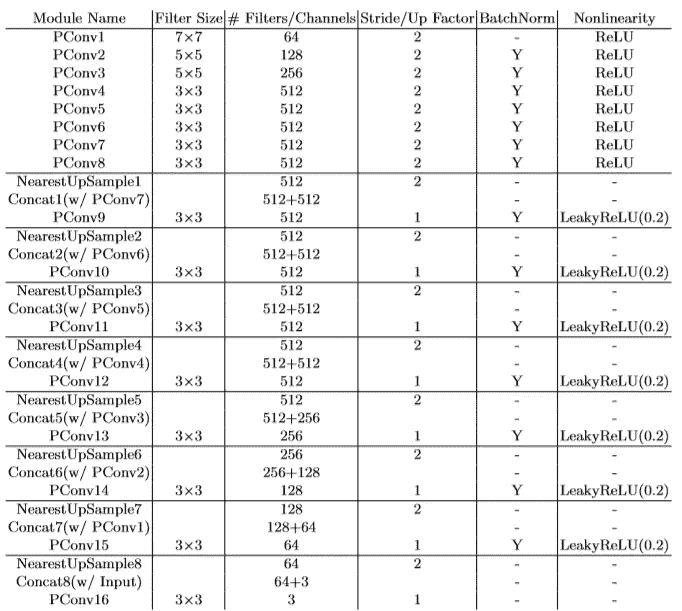 Module Name Filter Size # Filters/Channels Stride/Up Factor BatchNorm Nonlinearity
PConv1 7×7 64 2 - ReLU
PConv2 5×5 128 2 Y ReLU
PConv3 5×5 256 2 Y ReLU
PConv4 3×3 512 2 Y ReLU
PConv5 3×3 512 2 Y ReLU
PConv6 3×3 512 2 Y ReLU
PConv7 3×3 512 2 Y ReLU
PConv8 3×3 512 2 Y ReLU
NearestUpSample1 512 2 - -
Concat1(w/ PConv7) 512+512 - -
PConv9 3×3 512 1 Y LeakyReLU(0.2)
NearestUpSample2 512 2 - -
Concat2(w/ PConv6) 512+512 - -
PConv10 3×3 512 1 Y LeakyReLU(0.2)
NearestUpSample3 512 2 - -
Concat3(w/ PConv5) 512+512 - -
PConv11 3×3 512 1 Y LeakyReLU(0.2)
NearestUpSample4 512 2 - -
Concat4(w/ PConv4) 512+512 - -
PConv12 3×3 512 1 Y LeakyReLU(0.2)
NearestUpSample5 512 2 - -
Concat5(w/ PConv3) 512+256 - -
PConv13 3×3 256 1 Y LeakyReLU(0.2)
NearestUpSample6 256 2 - -
Concat6(w/ PConv2) 256+128 - -
PConv14 3×3 128 1 Y LeakyReLU(0.2)
NearestUpSample7 128 2 - -
Concat7(w/ PConv1) 128+64 - -
PConv15 3×3 64 1 Y LeakyReLU(0.2)
NearestUpSample8 64 2 - -
Concat8(w/ Input) 64+3 - -
PConv16 3×3 3 1 - -